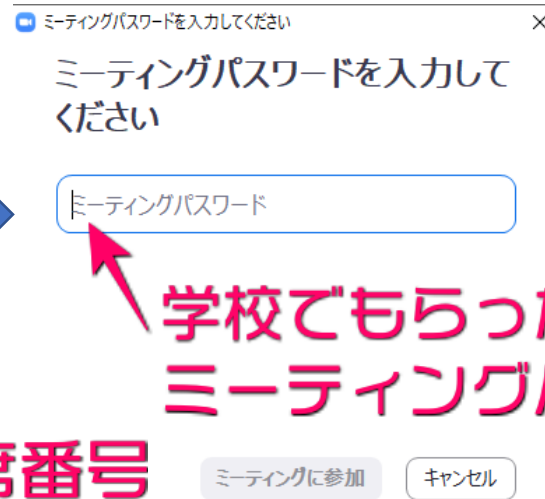 ミーティングパスワードを入力してください
ミーティングパスワードを入力して
ください
ミーティングパスワード
学校でもらった
ミーティング
席番号
ミーティングに参加
キャンセル